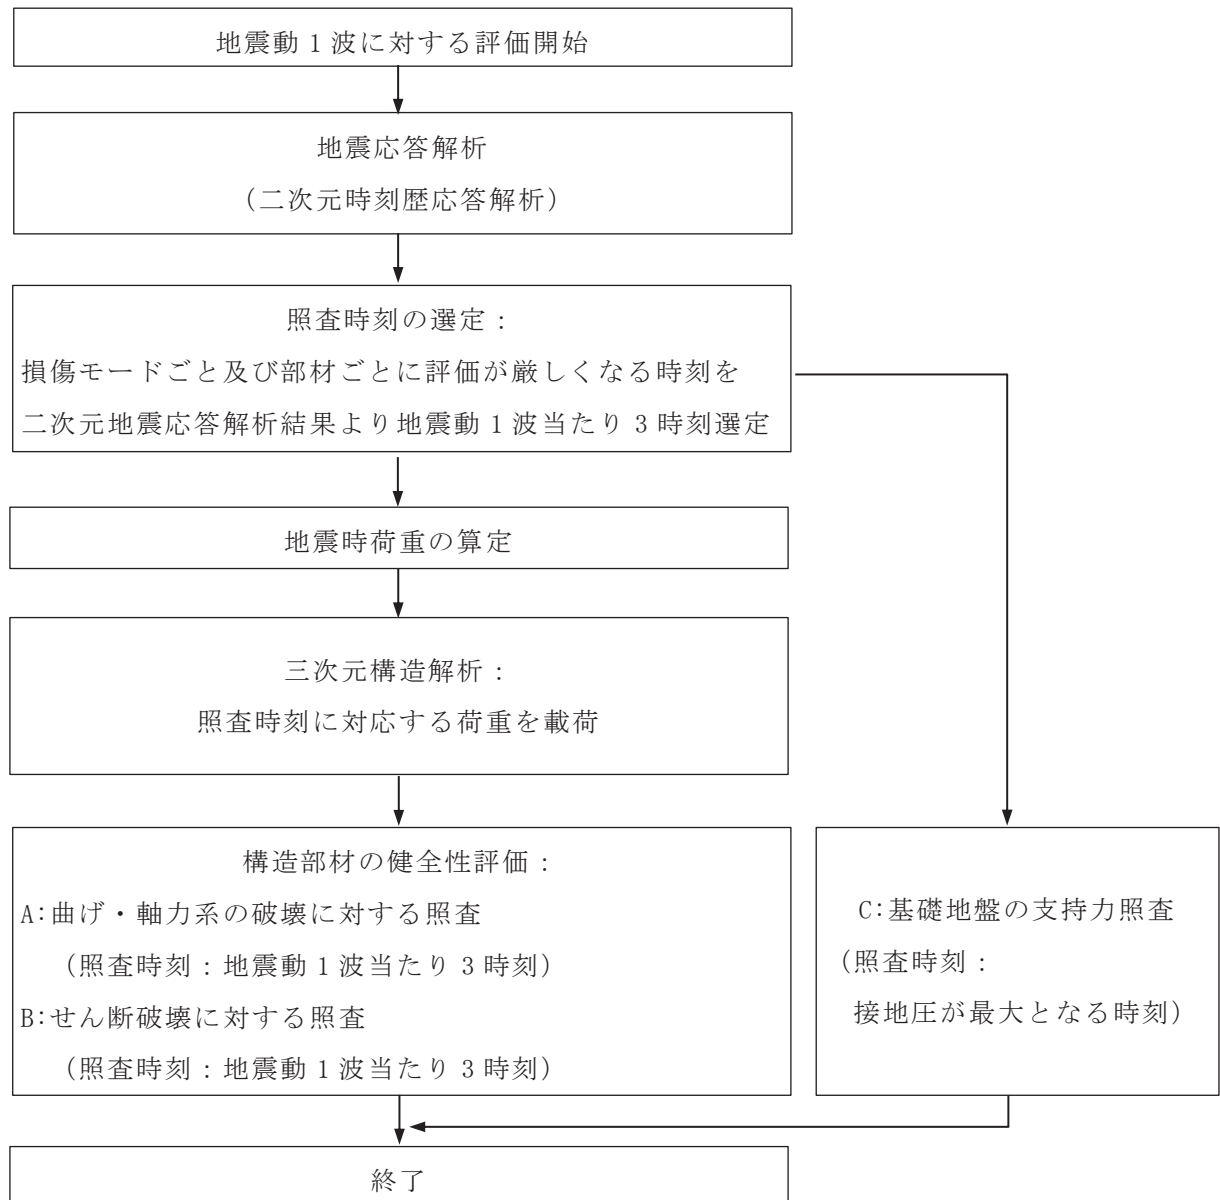 地震動1波に対する評価開始
地震応答解析
(二次元時刻歴応答解析)
照査時刻の選定:
損傷モードごと及び部材ごとに評価が厳しくなる時刻を
二次元地震応答解析結果より地震動1波当たり3時刻選定
地震時荷重の算定
三次元構造解析:
照査時刻に対応する荷重を載荷
構造部材の健全性評価:
A:曲げ・軸力系の破壊に対する照査
(照査時刻:地震動1波当たり3時刻)
B:せん断破壊に対する照査
(照査時刻:地震動1波当たり3時刻)
C:基礎地盤の支持力照査
(照査時刻:
接地圧が最大となる時刻)
終了